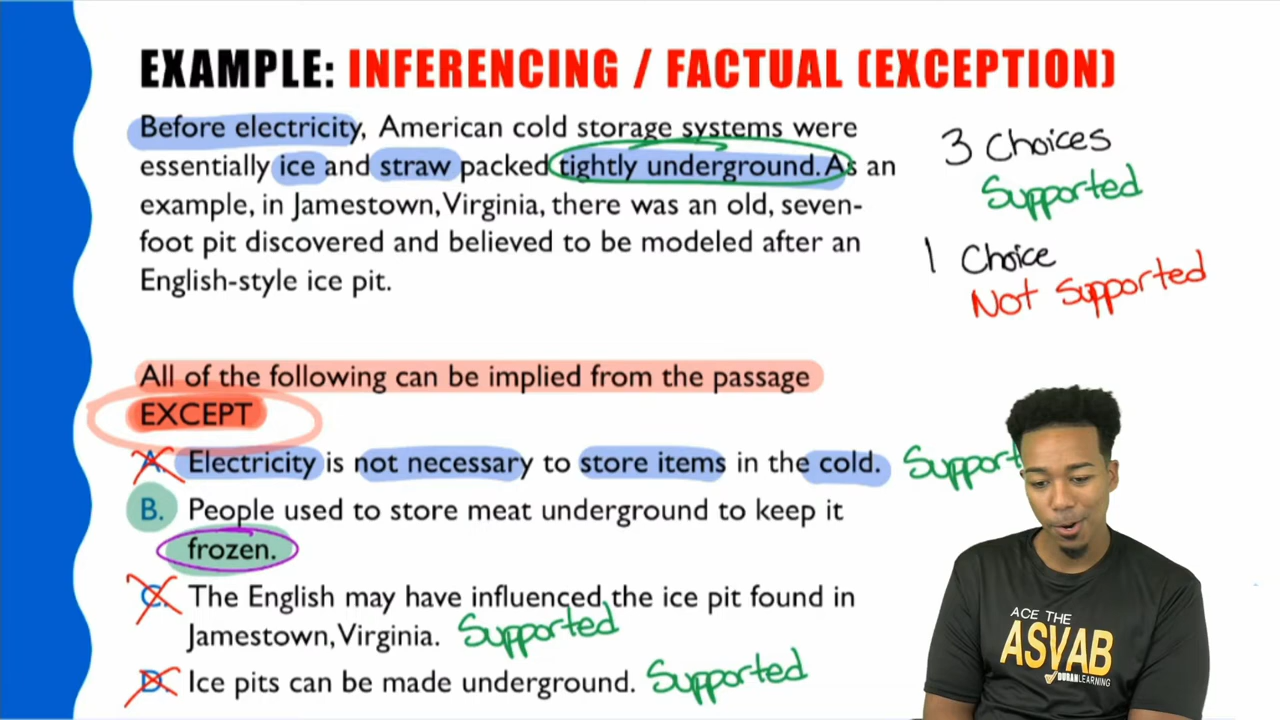 EXAMPLE: INFERENCING / FACTUAL (EXCEPTION)
Before electricity, American cold storage systems were
essentially ice and straw packed tightly underground. As an
example, in Jamestown, Virginia, there was an old, seven-
foot pit discovered and believed to be modeled after an
English-style ice pit.
3 Choices
Supported
1 Choice
Not Supported
All of the following can be implied from the passage
EXCEPT
A. Electricity is not necessary to store items in the cold. Support
B. People used to store meat underground to keep it
frozen.
C. The English may have influenced the ice pit found in
Jamestown, Virginia. Supported
D. Ice pits can be made underground. Supported
ACE THE
ASVAB
DURAN LEARNING